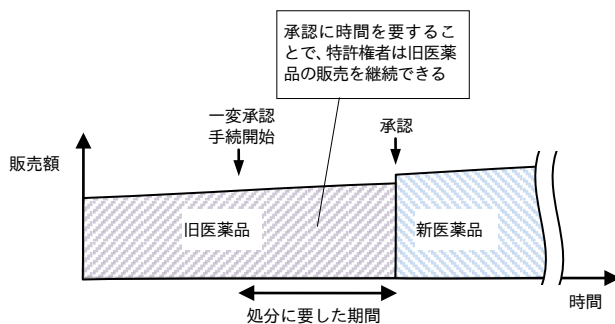 承認に時間を要するこ
とで、特許権者は旧医薬
品の販売を継続できる
一変承認
手続開始
承認
販売額
旧医薬品
新医薬品
時間
処分に要した期間